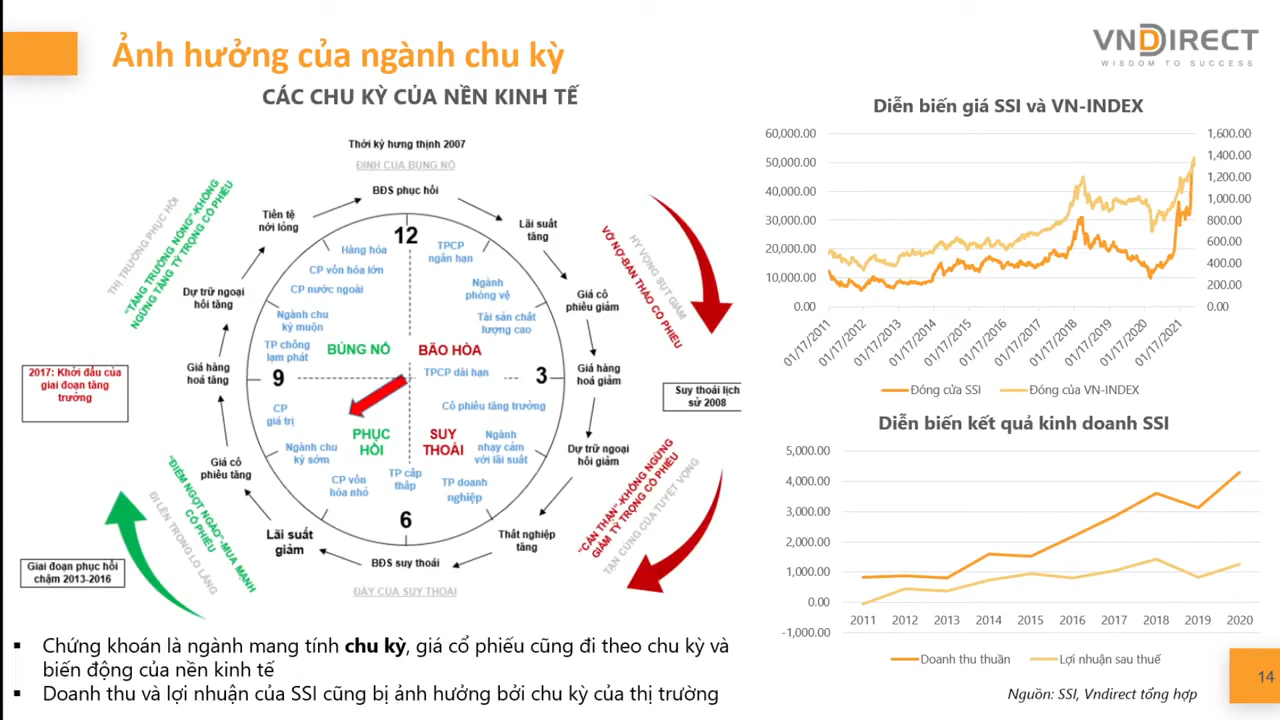 Ảnh hưởng của ngành chu kỳ
VNDIRECT
WISDOM TO SUCCESS
CÁC CHU KỲ CỦA NỀN KINH TẾ
Thời kỳ hưng thịnh 2007
ĐỈNH CỦA BÙNG NỔ
BĐS phục hồi
Tiền tệ
nới lỏng
Lãi suất
tăng
THỊ TRƯỜNG PHỤC HỒI
"TĂNG TRƯỞNG NÓNG"-KHÔNG
NGỪNG TĂNG TỶ TRỌNG CỔ PHIẾU
HY VỌNG SỤT GIẢM
VỠ NỢ-BÁN THÁO CỔ PHIẾU
12
Hàng hóa
CP vốn hóa lớn
CP nước ngoài
Ngành chu
kỳ muộn
TP chống
lạm phát
TPCP
ngắn hạn
Ngành
phòng vệ
Tài sản chất
lượng cao
Dự trữ ngoại
hối tăng
Giá cổ
phiếu giảm
BÙNG NỔ
BÃO HÒA
Giá hàng
hoá tăng
9
TPCP dài hạn
3
Giá hàng
hoá giảm
2017: Khởi đầu của
giai đoạn tăng
trưởng
Suy thoái lịch
sử 2008
CP
giá trị
Cổ phiếu tăng trưởng
PHỤC
HỒI
SUY
THOÁI
Ngành chu
kỳ sớm
Ngành
nhạy cảm
với lãi suất
CP vốn
hóa nhỏ
TP cấp
thấp
TP doanh
nghiệp
Giá cổ
phiếu tăng
Dự trữ ngoại
hối giảm
6
Lãi suất
giảm
Thất nghiệp
tăng
BĐS suy thoái
ĐÁY CỦA SUY THOÁI
"ĐIỂM NGỌT NGÀO"-MUA MẠNH
CỔ PHIẾU
ĐI LÊN TRONG LO LẮNG
"CẨN THẬN"-KHÔNG NGỪNG
GIẢM TỶ TRỌNG CỔ PHIẾU
TẬN CÙNG CỦA TUYỆT VỌNG
Giai đoạn phục hồi
chậm 2013-2016
Diễn biến giá SSI và VN-INDEX
60,000.00
50,000.00
40,000.00
30,000.00
20,000.00
10,000.00
0.00
1,600.00
1,400.00
1,200.00
1,000.00
800.00
600.00
400.00
200.00
0.00
01/17/2011
01/17/2012
01/17/2013
01/17/2014
01/17/2015
01/17/2016
01/17/2017
01/17/2018
01/17/2019
01/17/2020
01/17/2021
Đóng cửa SSI
Đóng của VN-INDEX
Diễn biến kết quả kinh doanh SSI
5,000.00
4,000.00
3,000.00
2,000.00
1,000.00
0.00
-1,000.00
2011 2012 2013 2014 2015 2016 2017 2018 2019 2020
Doanh thu thuần
Lợi nhuận sau thuế
Nguồn: SSI, Vndirect tổng hợp
▪ Chứng khoán là ngành mang tính chu kỳ, giá cổ phiếu cũng đi theo chu kỳ và
biến động của nền kinh tế
▪ Doanh thu và lợi nhuận của SSI cũng bị ảnh hưởng bởi chu kỳ của thị trường
14